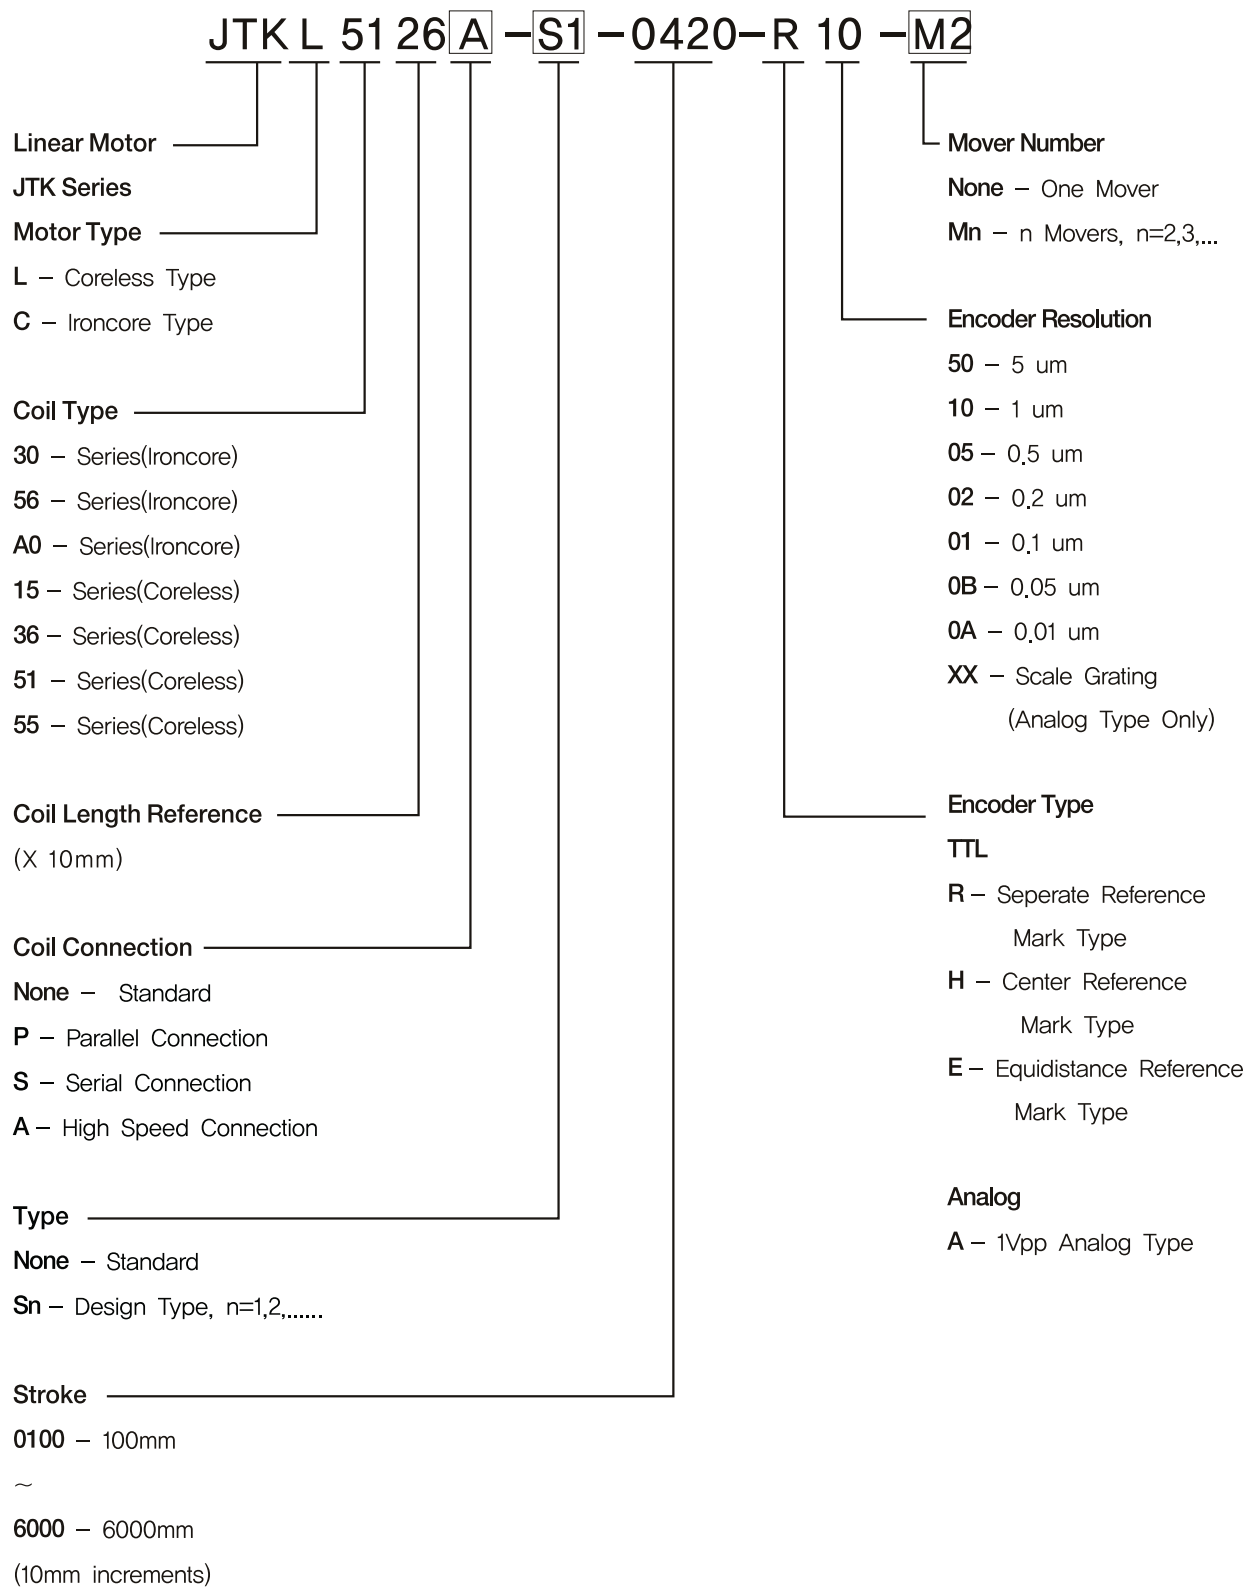 JTK L 51 26 A – S1 – 0420 – R 10 – M2
Linear Motor
JTK Series
Motor Type
L – Coreless Type
C – Ironcore Type
Coil Type
30 – Series(Ironcore)
56 – Series(Ironcore)
A0 – Series(Ironcore)
15 – Series(Coreless)
36 – Series(Coreless)
51 – Series(Coreless)
55 – Series(Coreless)
Coil Length Reference
(X 10mm)
Coil Connection
None – Standard
P – Parallel Connection
S – Serial Connection
A – High Speed Connection
Type
None – Standard
Sn – Design Type, n=1,2,......
Stroke
0100 – 100mm
~
6000 – 6000mm
(10mm increments)
Mover Number
None – One Mover
Mn – n Movers, n=2,3,...
Encoder Resolution
50 – 5 um
10 – 1 um
05 – 0.5 um
02 – 0.2 um
01 – 0.1 um
0B – 0.05 um
0A – 0.01 um
XX – Scale Grating
(Analog Type Only)
Encoder Type
TTL
R – Seperate Reference
Mark Type
H – Center Reference
Mark Type
E – Equidistance Reference
Mark Type
Analog
A – 1Vpp Analog Type